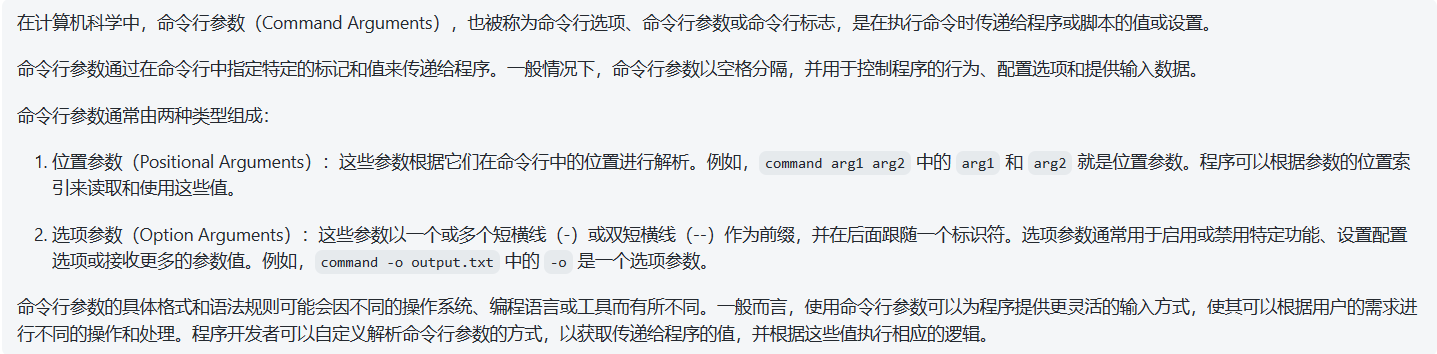 在计算机科学中，命令行参数（Command Arguments），也被称为命令行选项、命令行参数或命令行标志，是在执行命令时传递给程序或脚本的值或设置。
命令行参数通过在命令行中指定特定的标记和值来传递给程序。一般情况下，命令行参数以空格分隔，并用于控制程序的行为、配置选项和提供输入数据。
命令行参数通常由两种类型组成：
1. 位置参数（Positional Arguments）：这些参数根据它们在命令行中的位置进行解析。例如， command arg1 arg2 中的 arg1 和 arg2 就是位置参数。程序可以根据参数的位置索
引来读取和使用这些值。
2. 选项参数（Option Arguments）：这些参数以一个或多个短横线（-）或双短横线（--）作为前缀，并在后面跟随一个标识符。选项参数通常用于启用或禁用特定功能、设置配置
选项或接收更多的参数值。例如， command -o output.txt 中的 -o 是一个选项参数。
命令行参数的具体格式和语法规则可能会因不同的操作系统、编程语言或工具而有所不同。一般而言，使用命令行参数可以为程序提供更灵活的输入方式，使其可以根据用户的需求进
行不同的操作和处理。程序开发者可以自定义解析命令行参数的方式，以获取传递给程序的值，并根据这些值执行相应的逻辑。